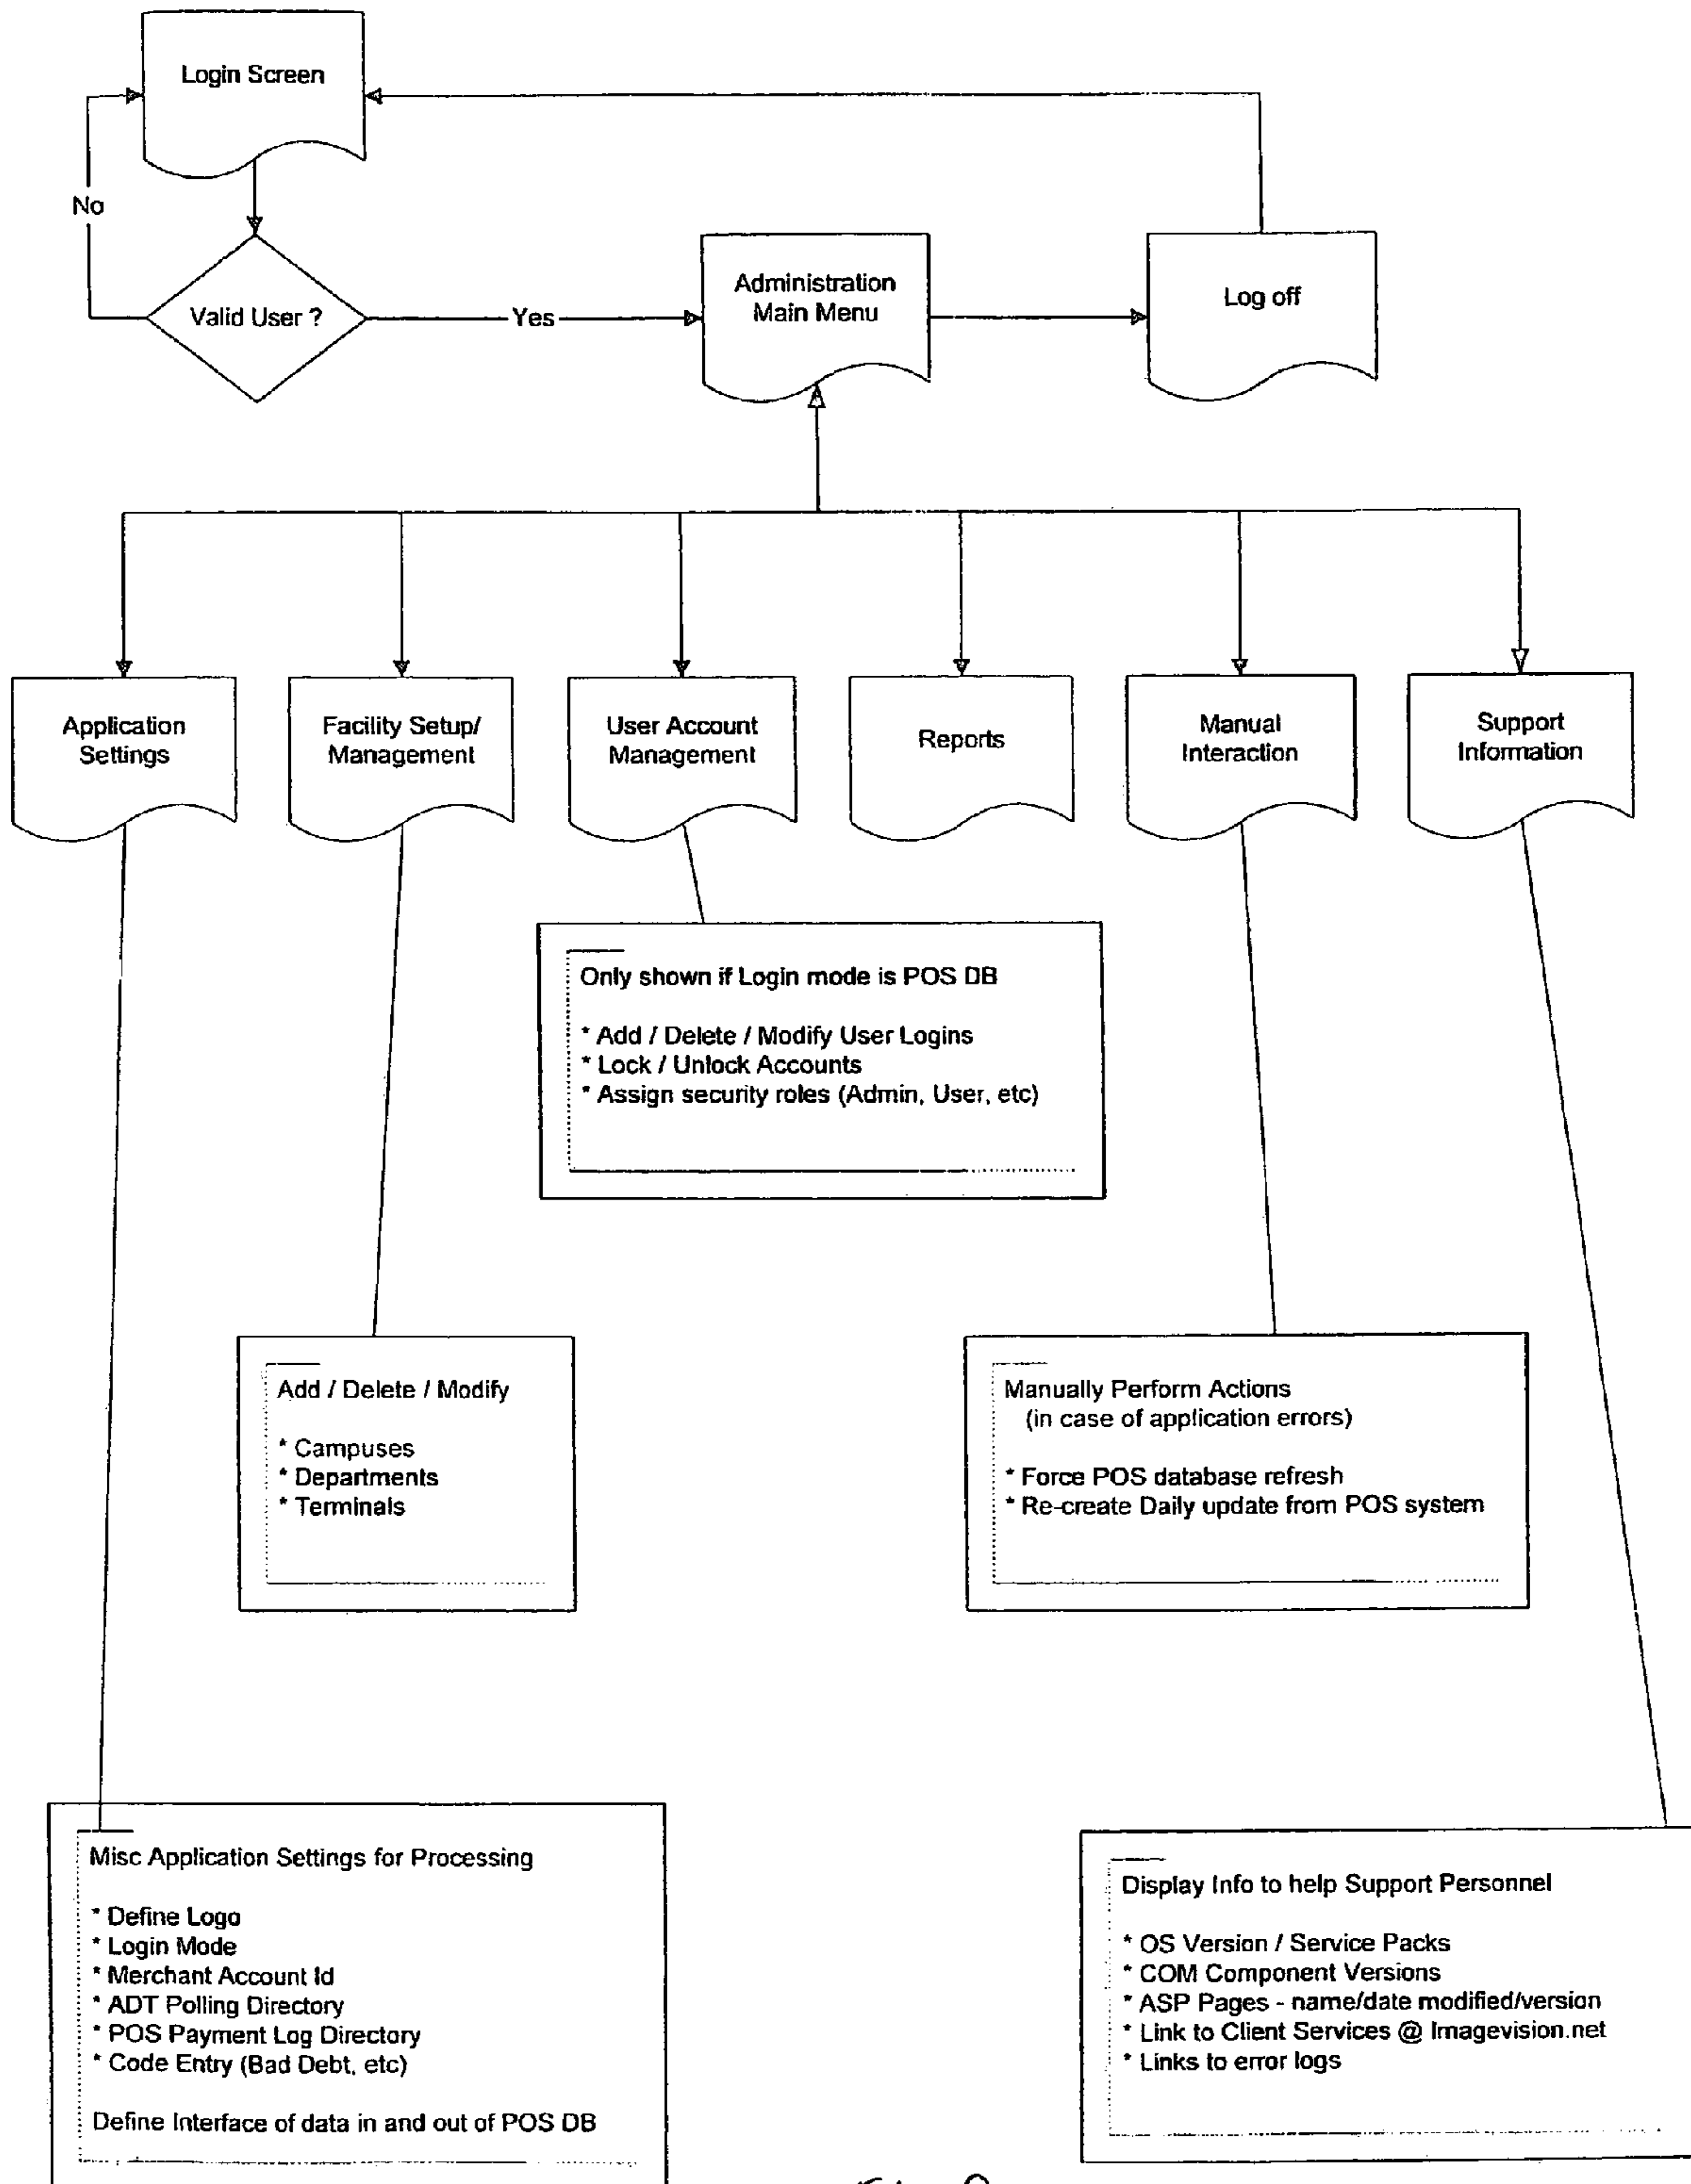 Login Screen
No
Valid User ?
Yes
Administration
Main Menu
Log off
Application
Settings
Facility Setup/
Management
User Account
Management
Reports
Manual
Interaction
Support
Information
Only shown if Login mode is POS DB
* Add / Delete / Modify User Logins
* Lock / Unlock Accounts
* Assign security roles (Admin, User, etc)
Add / Delete / Modify
* Campuses
* Departments
* Terminals
Manually Perform Actions
(in case of application errors)
* Force POS database refresh
* Re-create Daily update from POS system
Misc Application Settings for Processing
* Define Logo
* Login Mode
* Merchant Account Id
* ADT Polling Directory
* POS Payment Log Directory
* Code Entry (Bad Debt, etc)
Define Interface of data in and out of POS DB
Display Info to help Support Personnel
* OS Version / Service Packs
* COM Component Versions
* ASP Pages - name/date modified/version
* Link to Client Services @ Imagevision.net
* Links to error logs